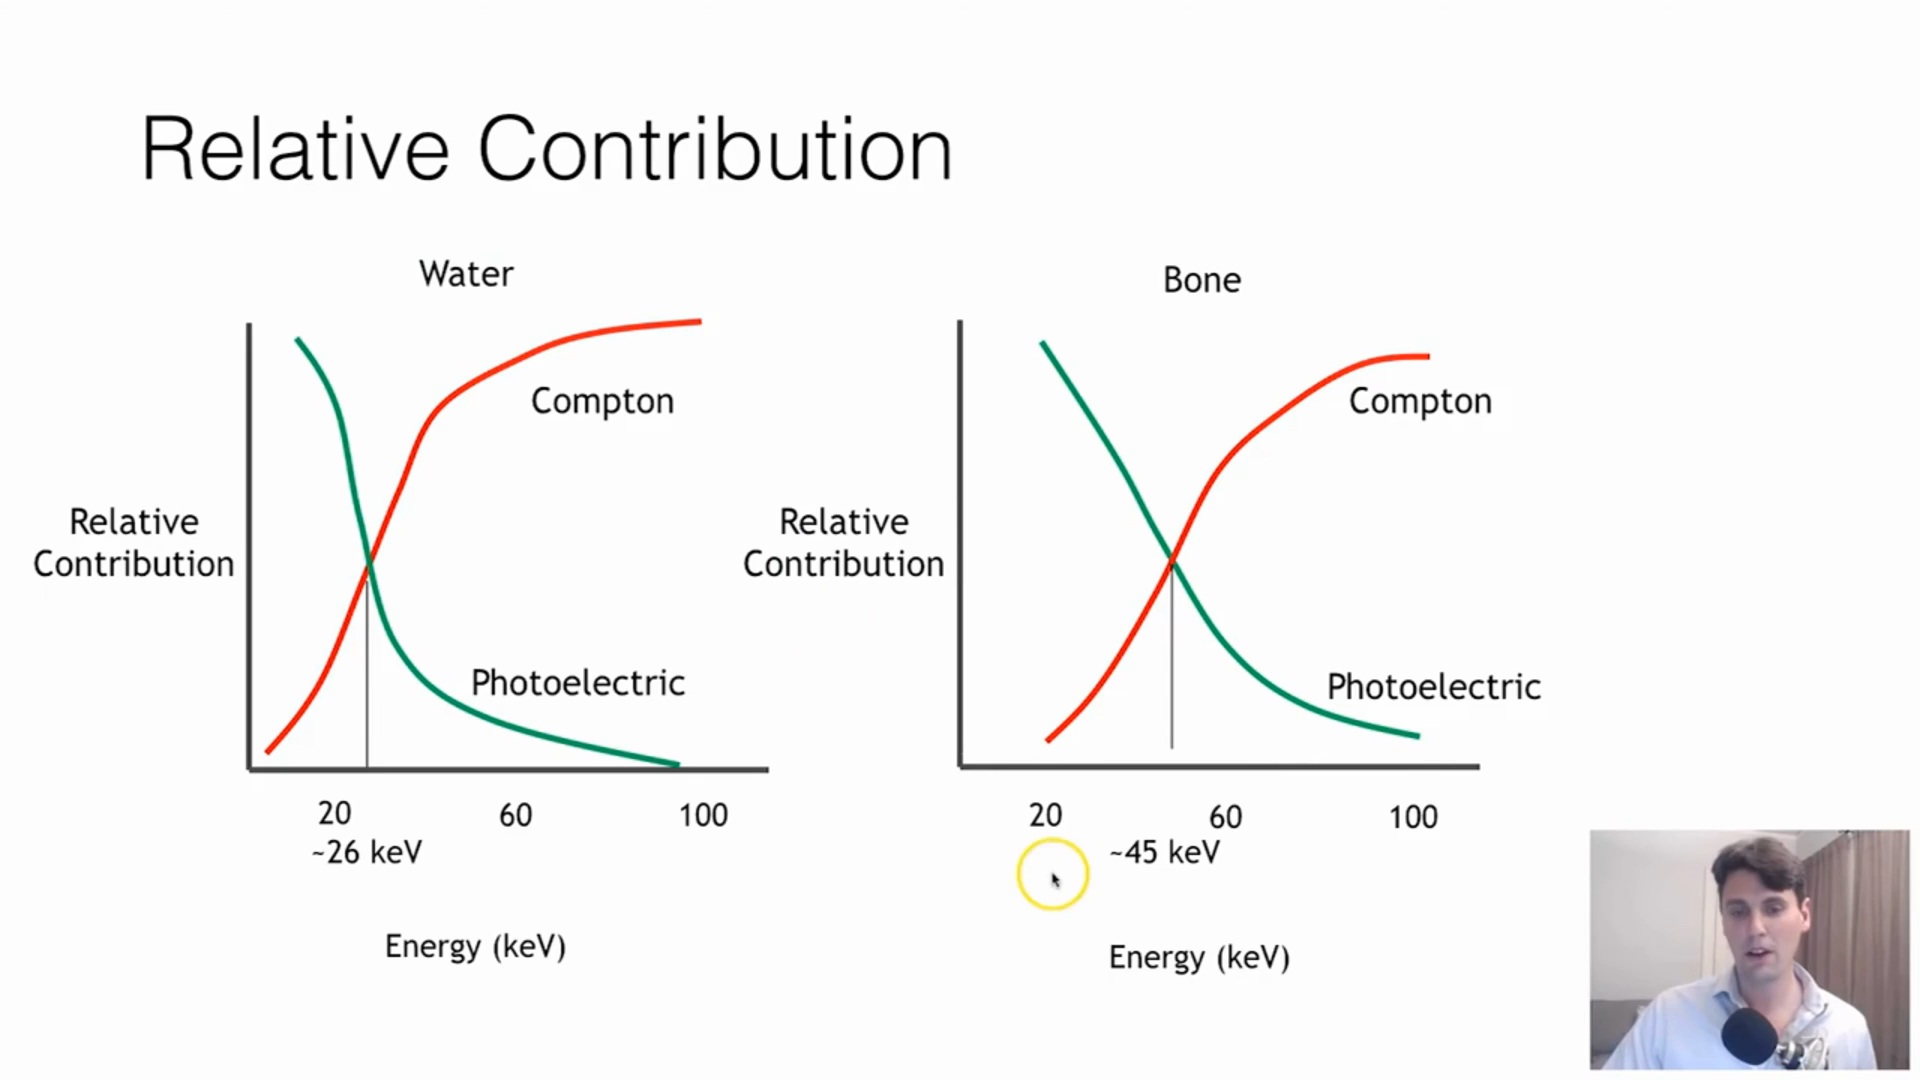 Relative Contribution
Water
Compton
Relative
Contribution
Photoelectric
20 60 100
~26 keV
Energy (keV)
Bone
Compton
Relative
Contribution
Photoelectric
20 60 100
~45 keV
Energy (keV)